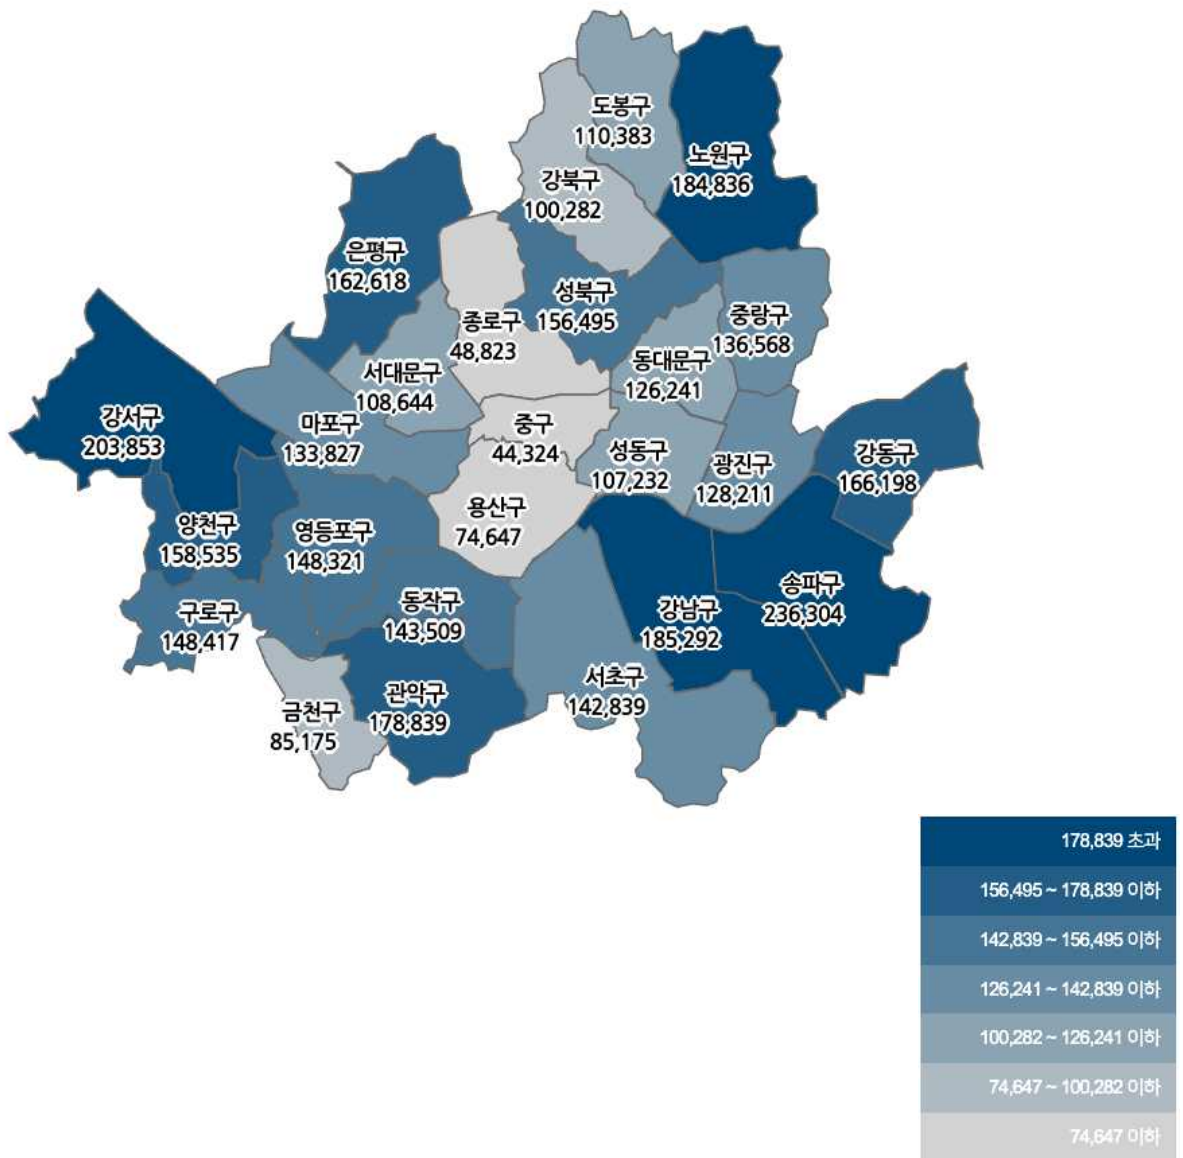 도봉구
110,383
노원구
184,836
강북구
100,282
은평구
162,618
성북구
156,495
종로구
48,823
중랑구
136,568
동대문구
126,241
서대문구
108,644
강서구
203,853
마포구
133,827
중구
44,324
성동구
107,232
광진구
128,211
강동구
166,198
양천구
158,535
영등포구
148,321
용산구
74,647
구로구
148,417
동작구
143,509
강남구
185,292
송파구
236,304
금천구
85,175
관악구
178,839
서초구
142,839
178,839 초과
156,495 ~ 178,839 이하
142,839 ~ 156,495 이하
126,241 ~ 142,839 이하
100,282 ~ 126,241 이하
74,647 ~ 100,282 이하
74,647 이하